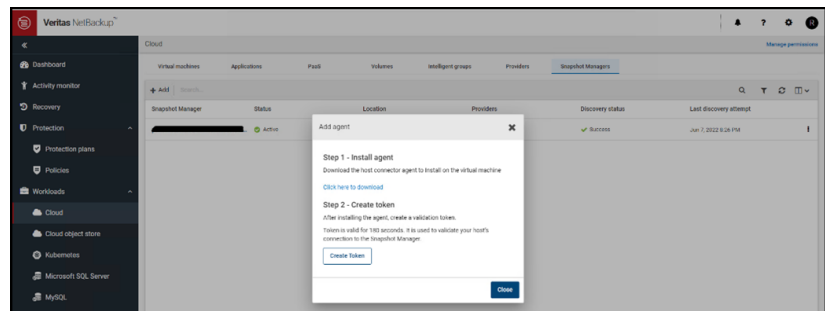 Veritas NetBackup™
? R
Cloud
Manage permissions
Dashboard
Activity monitor
Recovery
Protection
Protection plans
Policies
Workloads
Cloud
Cloud object store
Kubernetes
Microsoft SQL Server
MySQL
Virtual machines Applications PaaS Volumes Intelligent groups Providers Snapshot Managers
+ Add Search...
Snapshot Manager Status Location Providers Discovery status Last discovery attempt
Active Success Jun 7, 2022 8:26 PM
Add agent
Step 1 - Install agent
Download the host connector agent to install on the virtual machine
Click here to download
Step 2 - Create token
After installing the agent, create a validation token.
Token is valid for 180 seconds. It is used to validate your host's
connection to the Snapshot Manager.
Create Token
Close